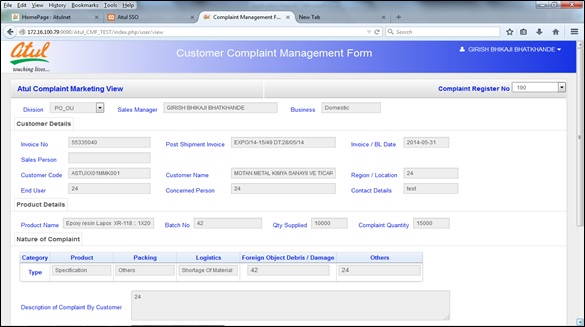 File Edit View History Bookmarks Tools Help
HomePage : Atulnet
Atul SSO
Complaint Management F...
New Tab
172.16.100.79:9090/Atul_CMF_TEST/index.php/user/view
Search
Atul
touching lives...
Customer Complaint Management Form
GIRISH BHIKAJI BHATKHANDE
Atul Complaint Marketing View
Complaint Register No 190
Division PO_OU Sales Manager GIRISH BHIKAJI BHATKHANDE Business Domestic
Customer Details
Invoice No 55335040 Post Shipment Invoice EXPG/14-15/49 DT:28/05/14 Invoice / BL Date 2014-05-31
Sales Person
Customer Code Customer Name MOTAN METAL KIMYA SANAYII VE TICAR Region / Location 24
End User 24 Concerned Person 24 Contact Details test
Product Details
Product Name Epoxy resin Lapox XR-118 : 1X20 Batch No 42 Qty Supplied 10000 Complaint Quantity 15000
Nature of Complaint
Category Product Packing Logistics Foreign Object Debris / Damage Others
Type Specification Others Shortage Of Material 42 24
Description of Complaint By Customer 24